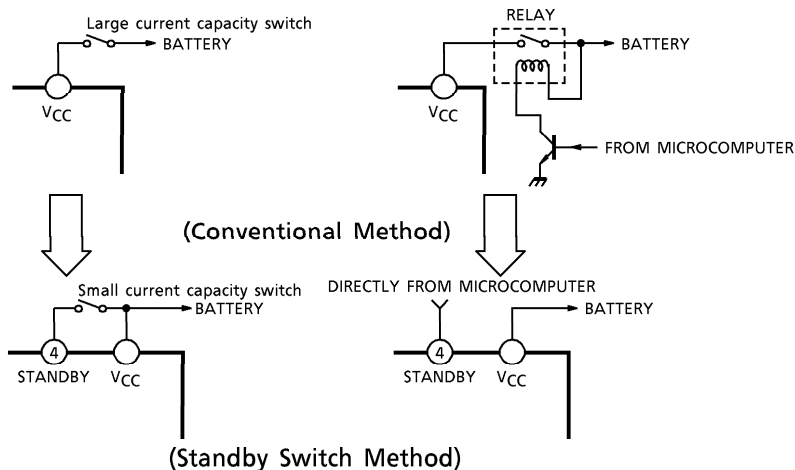 Large current capacity switch
BATTERY
VCC
RELAY
BATTERY
VCC
FROM MICROCOMPUTER
(Conventional Method)
Small current capacity switch
BATTERY
4
STANDBY VCC
DIRECTLY FROM MICROCOMPUTER
BATTERY
4
STANDBY VCC
(Standby Switch Method)